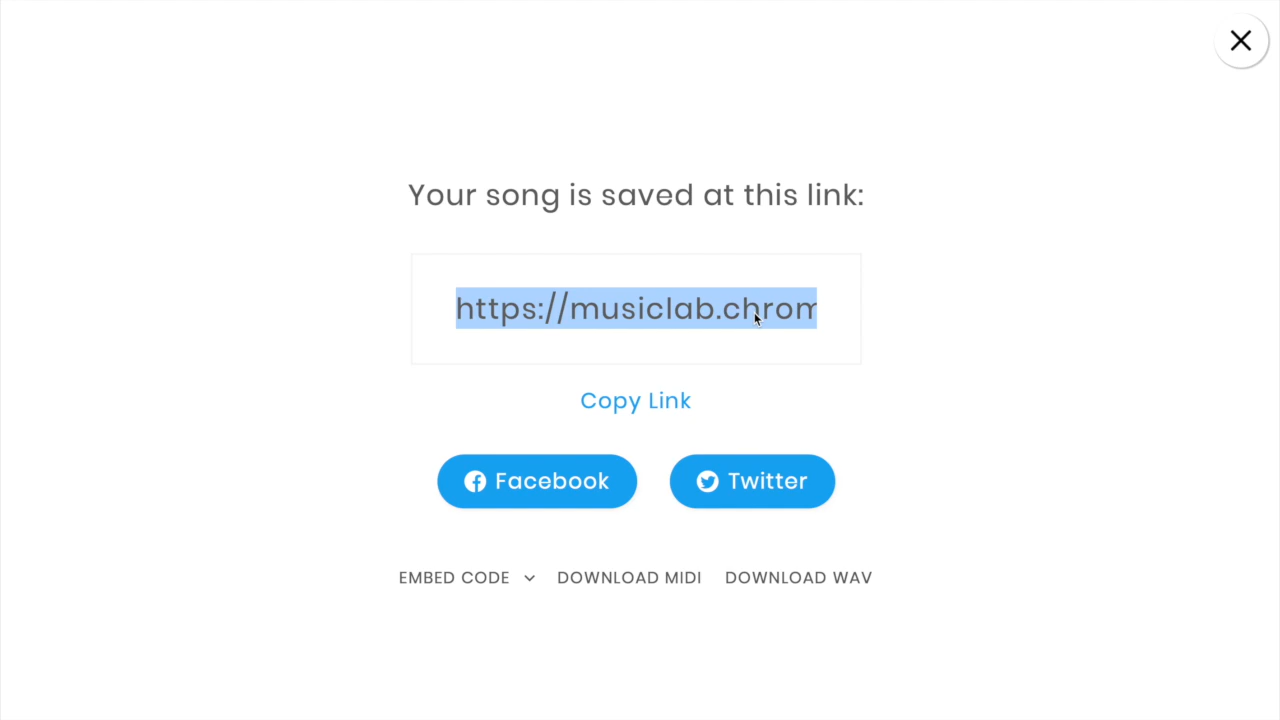 Your song is saved at this link:
https://musiclab.chrom
Copy Link
Facebook Twitter
EMBED CODE DOWNLOAD MIDI DOWNLOAD WAV